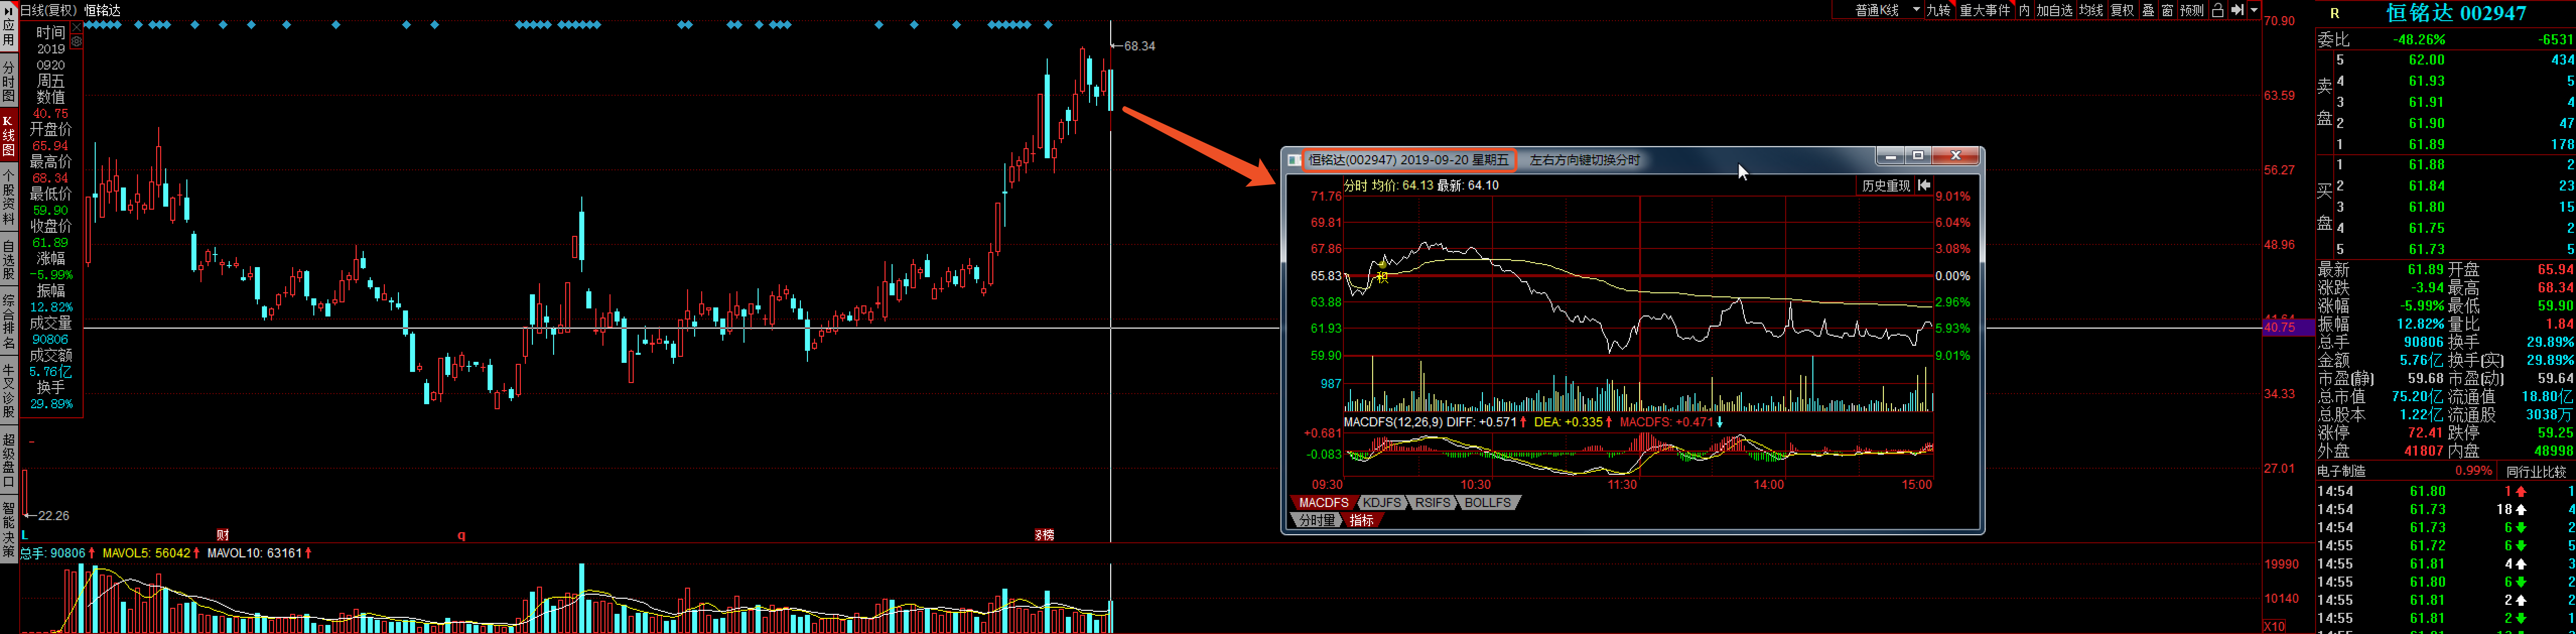 日线(复权) 恒铭达
普通K线 九转 重大事件 内 加自选 均线 复权 叠 窗 预测
应用
分时图
K线图
个股资料
自选股
综合排名
牛叉诊股
超级盘口
智能决策
时间
2019
0920
周五
数值
40.75
开盘价
65.94
最高价
68.34
最低价
59.90
收盘价
61.89
涨幅
-5.99%
振幅
12.82%
成交量
90806
成交额
5.76亿
换手
29.89%
68.34
22.26
L
财
q
榜
总手: 90806 MAVOL5: 56042 MAVOL10: 63161
70.90
63.59
56.27
48.96
40.75
34.33
27.01
19990
10140
X10
恒铭达(002947) 2019-09-20 星期五 左右方向键切换分时
分时 均价: 64.13 最新: 64.10
历史重现
71.76 9.01%
69.81 6.04%
67.86 3.08%
65.83 0.00%
63.88 2.96%
61.93 5.93%
59.90 9.01%
987
MACDFS(12,26,9) DIFF: +0.571 DEA: +0.335 MACDFS: +0.471
+0.681
-0.083
09:30 10:30 11:30 14:00 15:00
MACDFS KDJFS RSIFS BOLLFS
分时量 指标
R 恒铭达 002947
委比 -48.26% -6531
卖盘
5 62.00 434
4 61.93 5
3 61.91 4
2 61.90 47
1 61.89 178
买盘
1 61.88 2
2 61.84 23
3 61.80 15
4 61.75 2
5 61.73 5
最新 61.89 开盘 65.94
涨跌 -3.94 最高 68.34
涨幅 -5.99% 最低 59.90
振幅 12.82% 量比 1.84
总手 90806 换手 29.89%
金额 5.76亿 换手(实) 29.89%
市盈(静) 59.68 市盈(动) 59.64
总市值 75.20亿 流通值 18.80亿
总股本 1.22亿 流通股 3038万
涨停 72.41 跌停 59.25
外盘 41807 内盘 48998
电子制造 0.99% 同行业比较
14:54 61.80 1 1
14:54 61.73 18 4
14:54 61.73 6 2
14:55 61.72 6 5
14:55 61.81 4 3
14:55 61.80 6 2
14:55 61.81 2 2
14:55 61.81 2 1